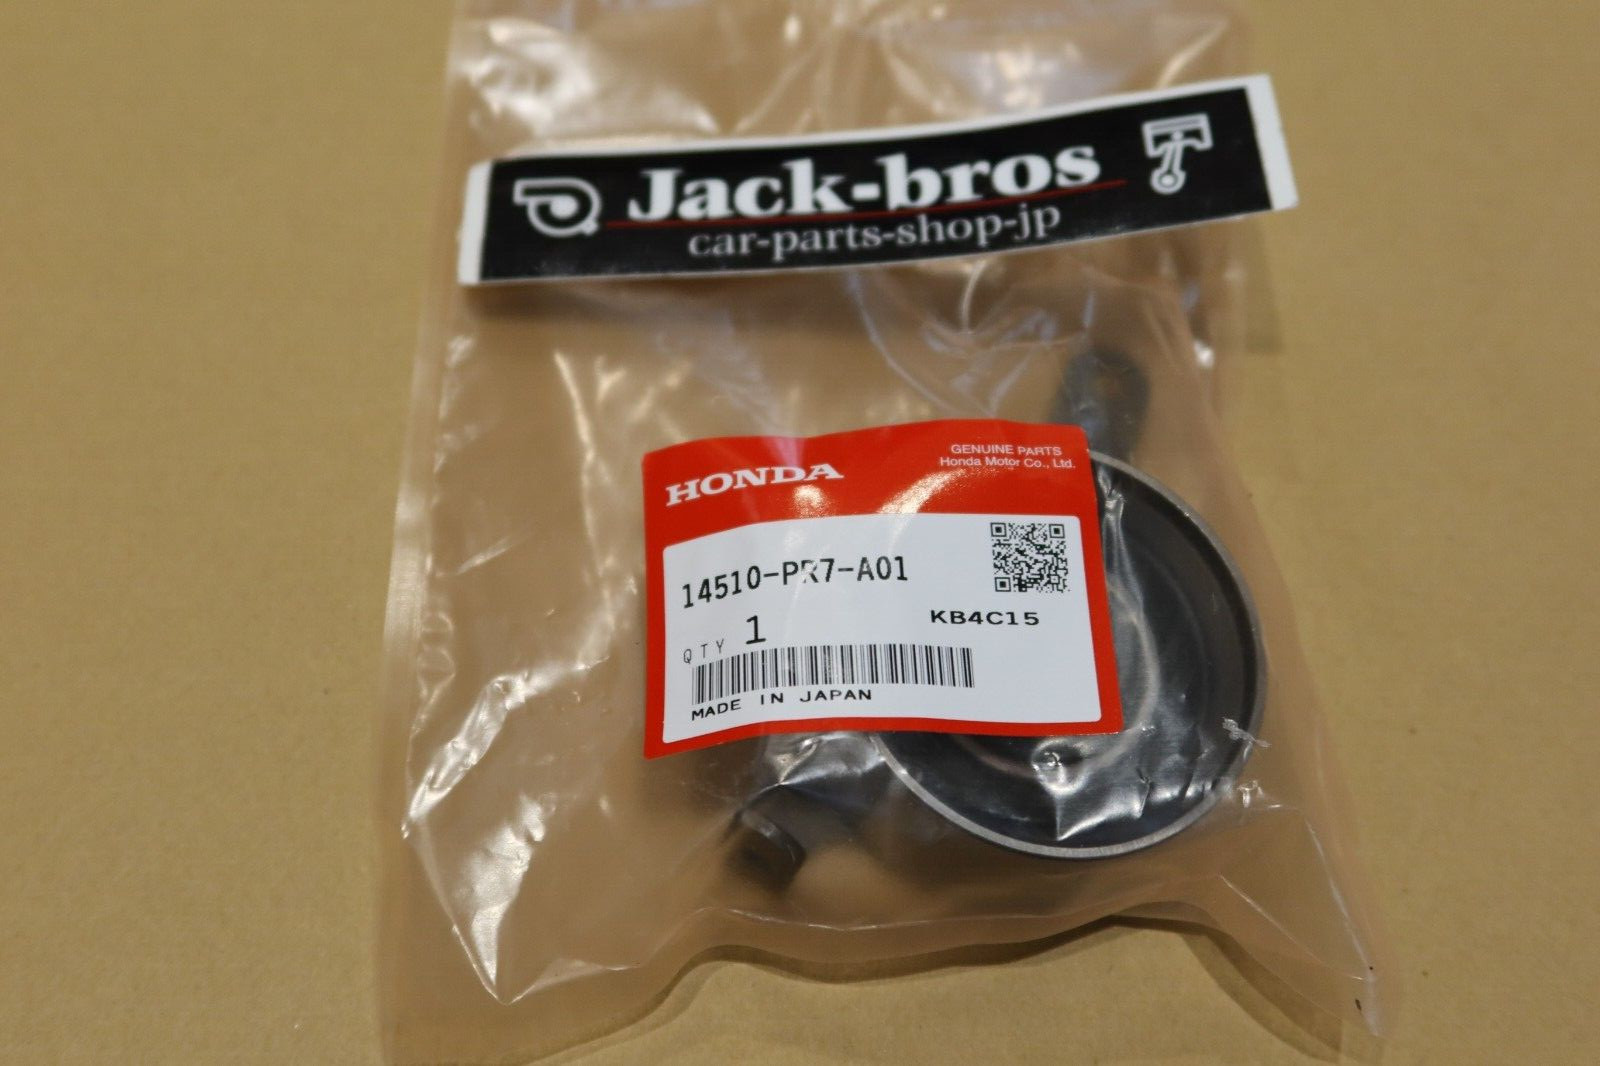 Jack-bros
car-parts-shop-jp
HONDA
GENUINE PARTS
Honda Motor Co., Ltd.
14510-PR7-A01
KB4C15
QTY 1
MADE IN JAPAN